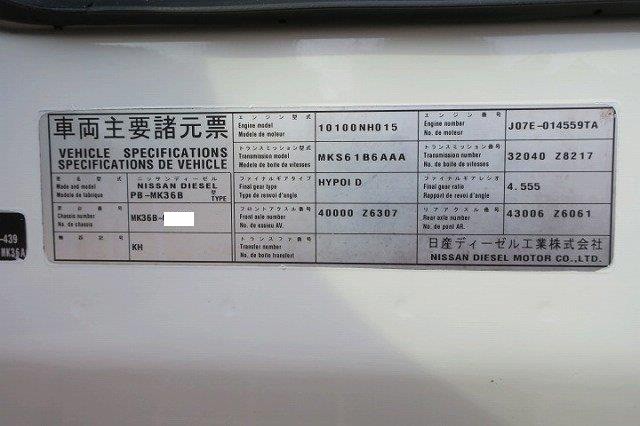 車両主要諸元票
VEHICLE SPECIFICATIONS
SPECIFICATIONS DE VEHICLE
車名型式
Made and model
Modele de fabrique
ニッサンディーゼル
NISSAN DIESEL
PB-MK36B 型 TYPE
車台番号
Chassis number
No. de chassis
MK36B-
KH
エンジン型式
Engine model
Modele de moteur
10100NH015
エンジン番号
Engine number
No. de moteur
J07E-014559TA
トランスミッション型式
Transmission model
Modele de boite de vitesses
MKS61B6AAA
トランスミッション番号
Transmission number
No. de boite de vitesses
32040 Z8217
ファイナルギアタイプ
Final gear type
Type de renvoi d'angle
HYPOID
ファイナルギアレシオ
Final gear ratio
Rapport de renvoi d'angle
4.555
フロントアクスル番号
Front axle number
No. de essieu AV.
40000 Z6307
リアアクスル番号
Rear axle number
No. de pont AR.
43006 Z6061
トランスファ番号
Transfer number
No. de boite transfert
日産ディーゼル工業株式会社
NISSAN DIESEL MOTOR CO.,LTD.
-439
MK36A